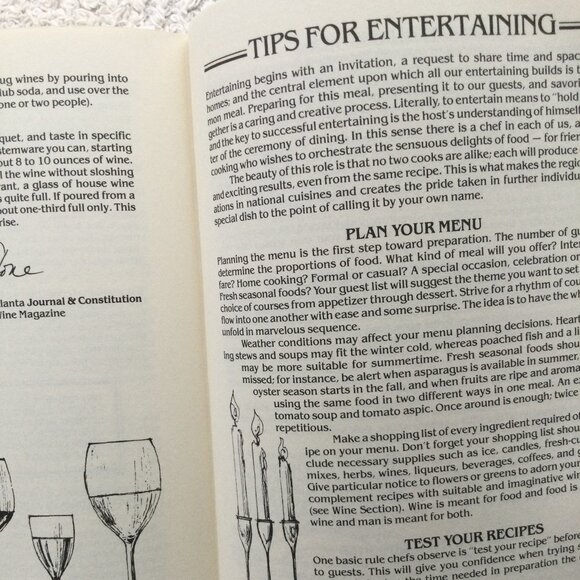 ug wines by pouring into
lub soda, and use over the
one or two people).
quet, and taste in specific
stemware you can, starting
out 8 to 10 ounces of wine.
l the wine without sloshing
rant, a glass of house wine
s quite full. If poured from a
bout one-third full only. This
rise.
lanta Journal & Constitution
Wine Magazine
TIPS FOR ENTERTAINING
Entertaining begins with an invitation, a request to share time and spac
homes; and the central element upon which all our entertaining builds is t
mon meal. Preparing for this meal, presenting it to our guests, and savori
gether is a caring and creative process. Literally, to entertain means to "hold
and the key to successful entertaining is the host's understanding of himself
ter of the ceremony of dining. In this sense there is a chef in each of us, a
cooking who wishes to orchestrate the sensuous delights of food — for frien
The beauty of this role is that no two cooks are alike; each will produce
and exciting results, even from the same recipe. This is what makes the regi
ations in national cuisines and creates the pride taken in further individu
special dish to the point of calling it by your own name.
PLAN YOUR MENU
Planning the menu is the first step toward preparation. The number of gu
determine the proportions of food. What kind of meal will you offer? Inte
fare? Home cooking? Formal or casual? A special occasion, celebration or
Fresh seasonal foods? Your guest list will suggest the theme you want to set
choice of courses from appetizer through dessert. Strive for a rhythm of cou
flow into one another with ease and some surprise. The idea is to have the wh
unfold in marvelous sequence.
Weather conditions may affect your menu planning decisions. Heart
ing stews and soups may fit the winter cold, whereas poached fish and a li
may be more suitable for summertime. Fresh seasonal foods shou
missed; for instance, be alert when asparagus is available in summer,
oyster season starts in the fall, and when fruits are ripe and aroma
using the same food in two different ways in one meal. An e
tomato soup and tomato aspic. Once around is enough; twice
repetitious.
Make a shopping list of every ingredient required of
ipe on your menu. Don't forget your shopping list shou
clude necessary supplies such as ice, candles, fresh-cu
mixes, herbs, wines, liqueurs, beverages, coffees, and
Give particular notice to flowers or greens to adorn your
complement recipes with suitable and imaginative win
(see Wine Section). Wine is meant for food and food is
wine and man is meant for both.
TEST YOUR RECIPES
One basic rule chefs observe is "test your recipe" before
to guests. This will give you confidence when trying s
the time needed in preparation